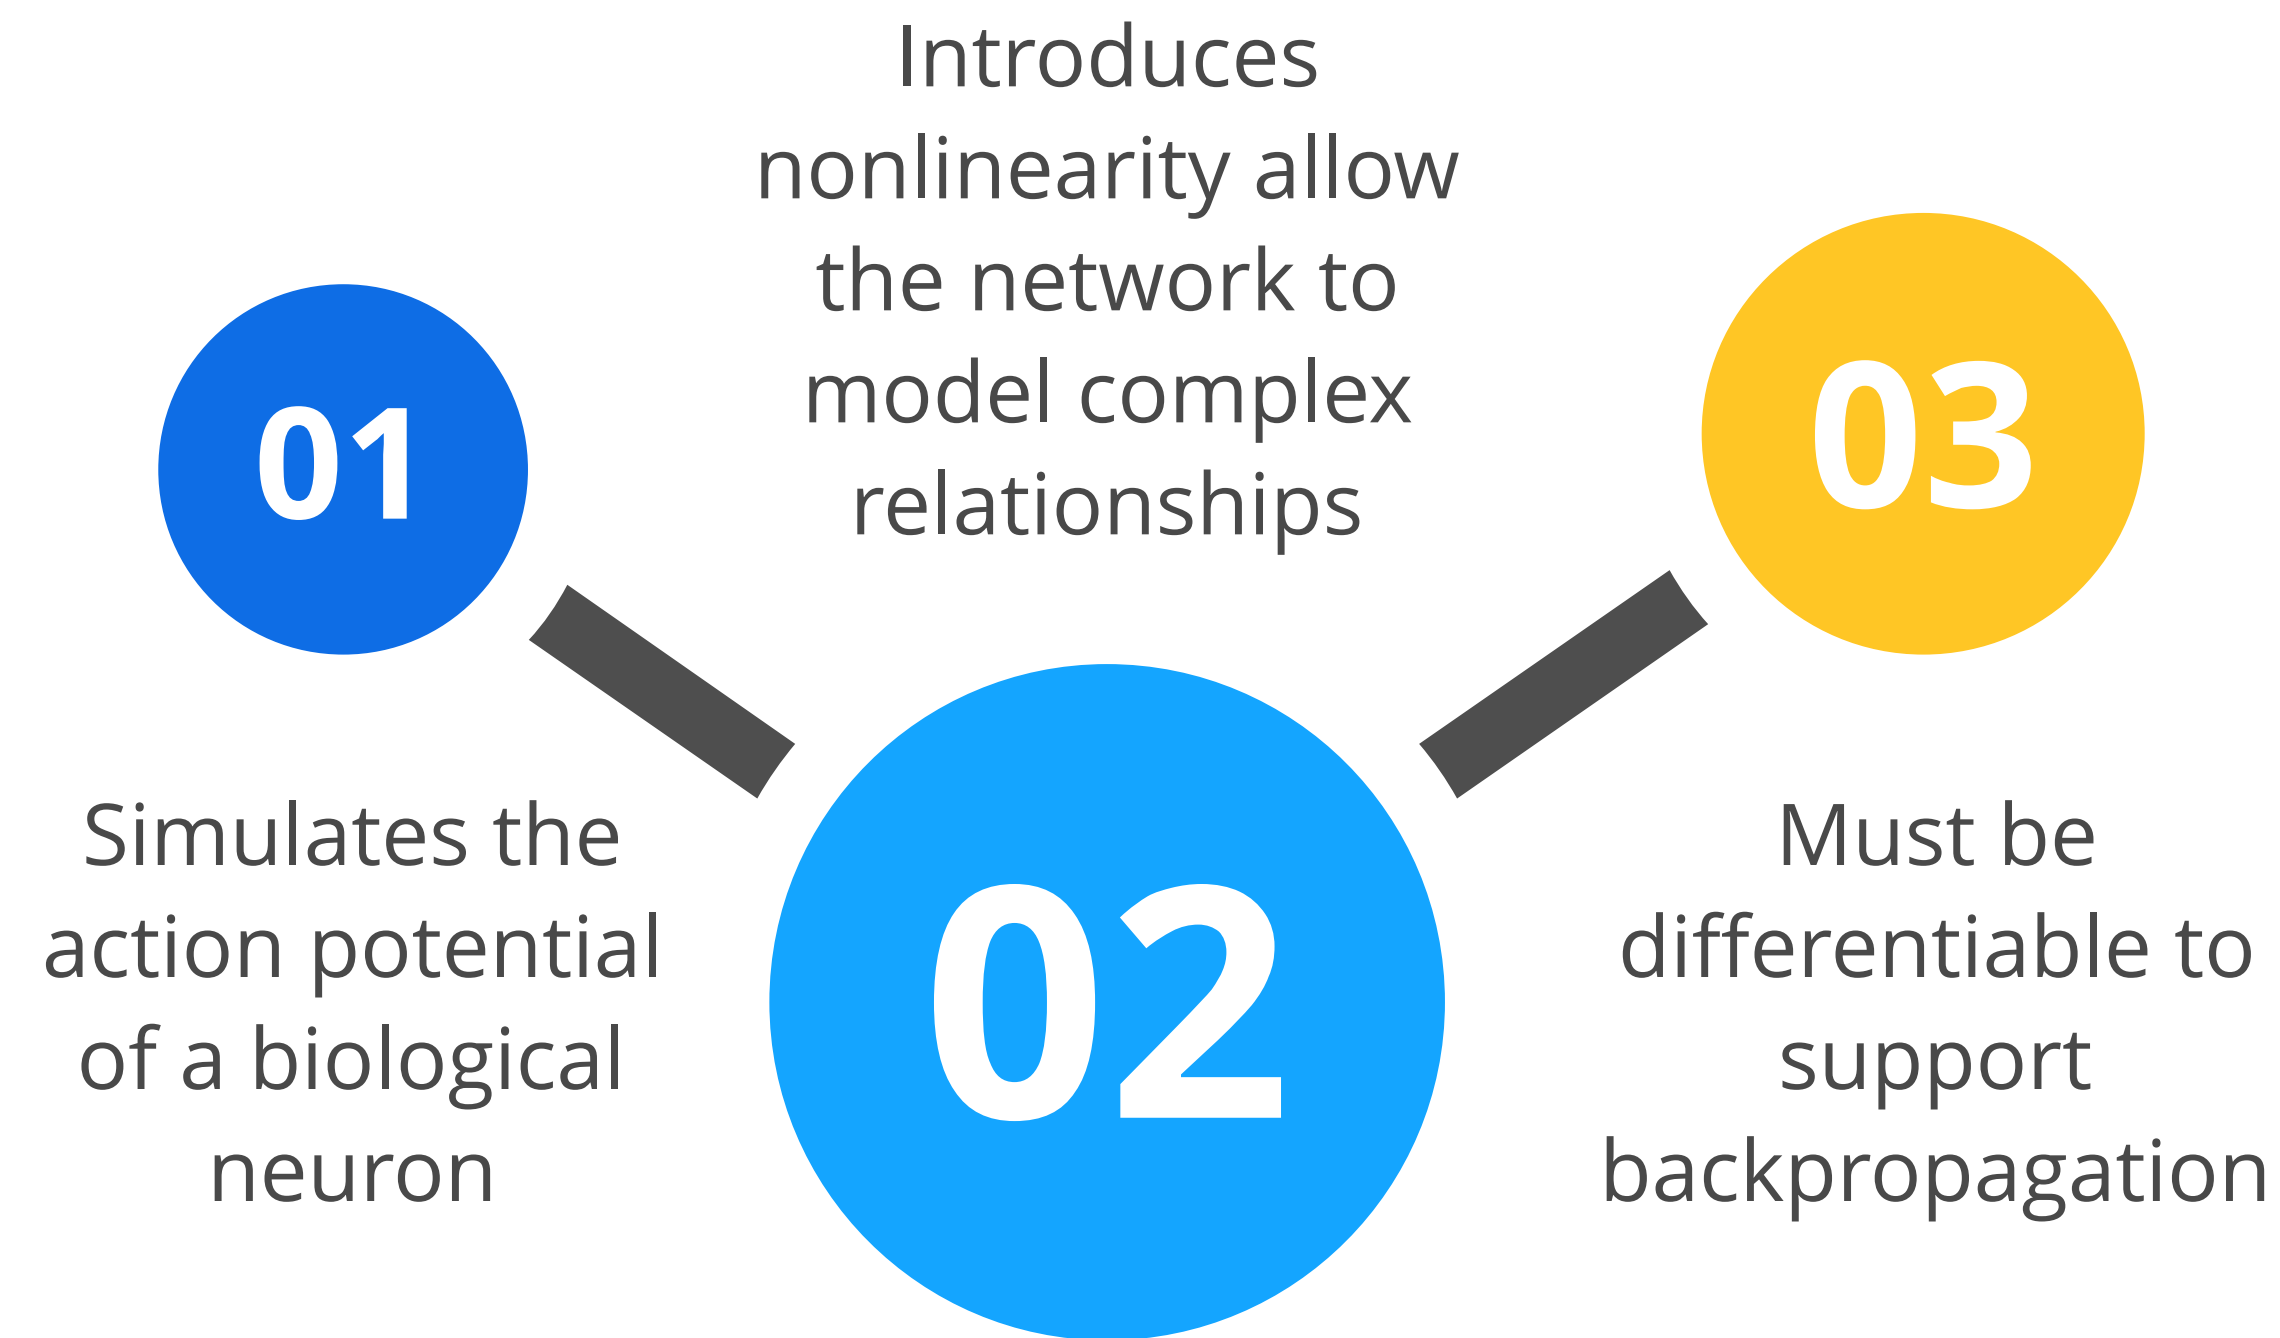 01
Simulates the
action potential
of a biological
neuron
Introduces
nonlinearity allow
the network to
model complex
relationships
02
03
Must be
differentiable to
support
backpropagation